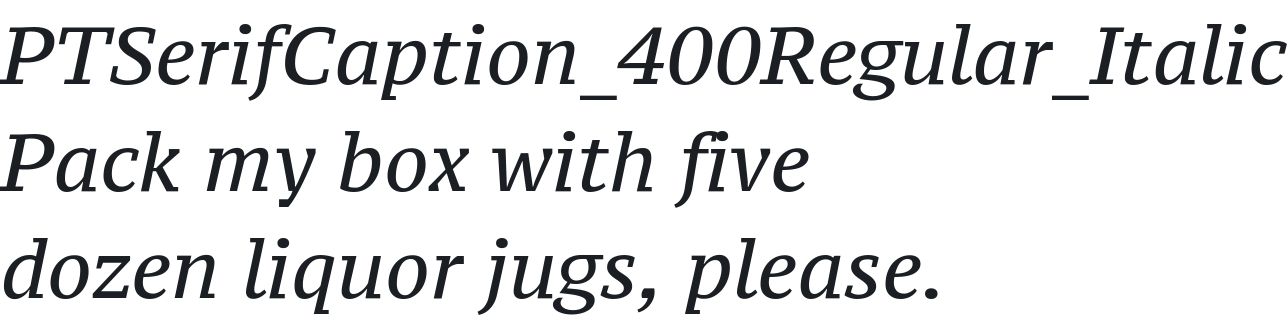 PTSerifCaption_400Regular_Italic
Pack my box with five
dozen liquor jugs, please.